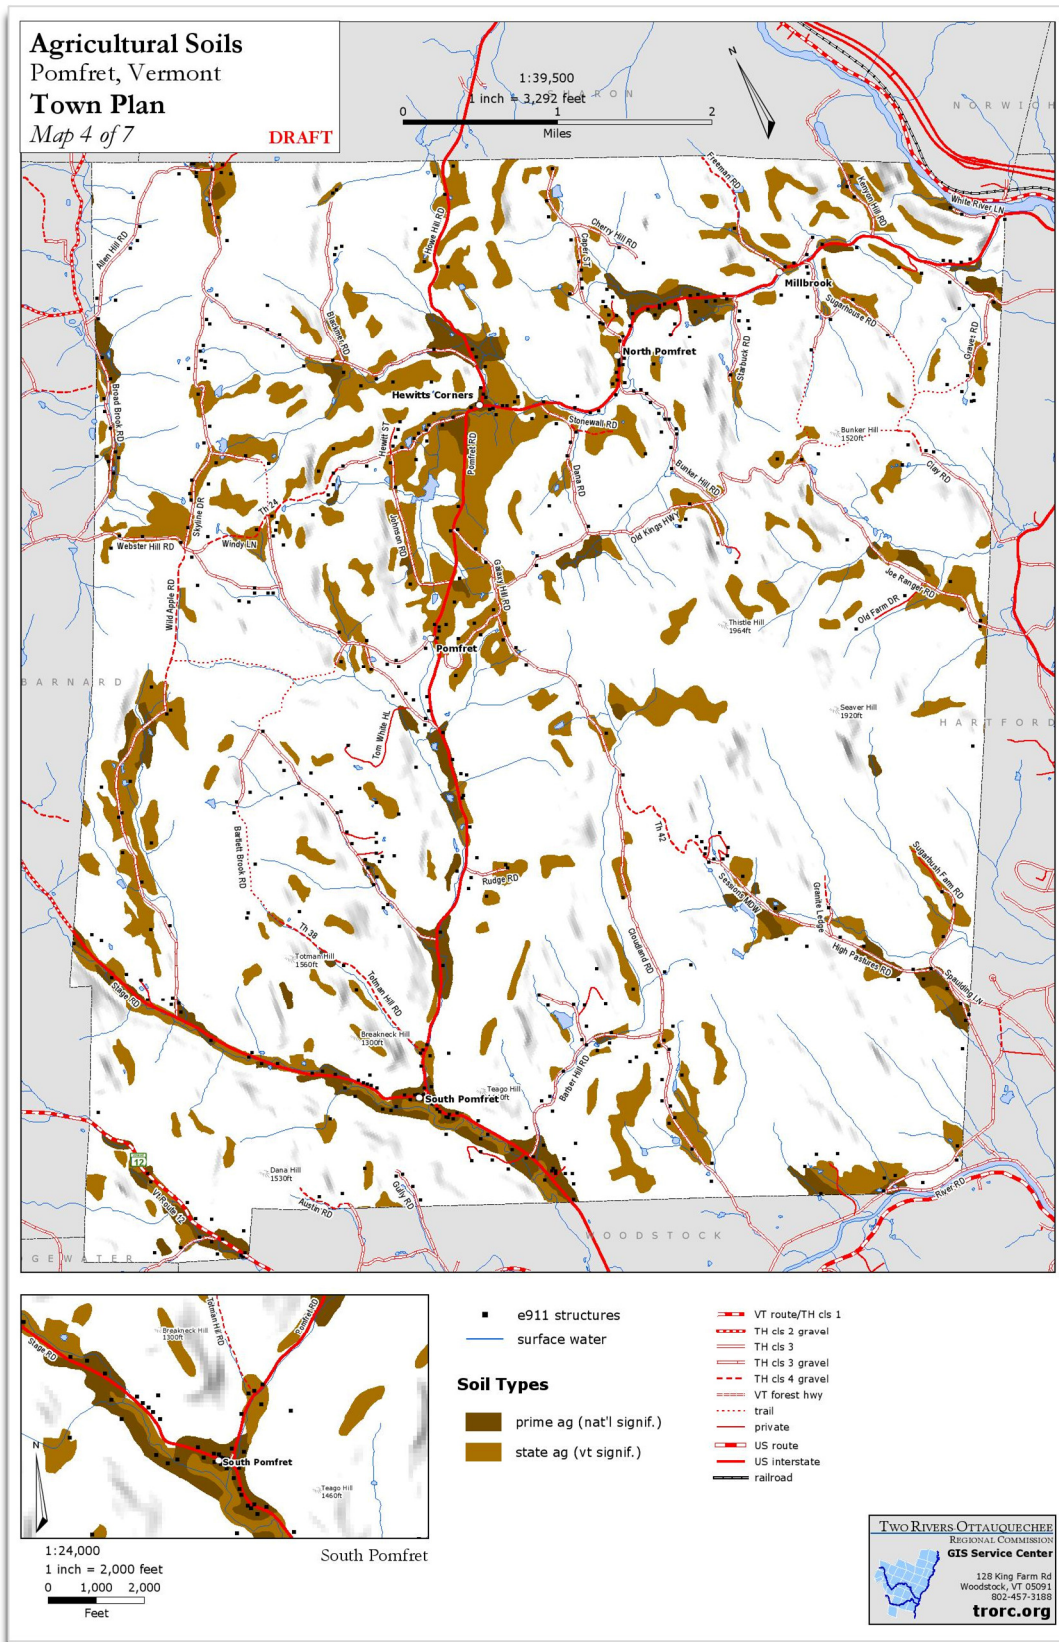 Agricultural Soils
Pomfret, Vermont
Town Plan
Map 4 of 7
DRAFT
N
1:39,500
1 inch = 3,292 feet
SHARON
0 1 2
Miles
NORWICH
Freeman RD
Kenyon Hill RD
White River LN
Allen Hill RD
Howe Hill RD
Cherry Hill RD
Caper ST
Millbrook
Sugarhouse RD
Blackmer RD
Starbuck RD
Graves RD
North Pomfret
Broad Brook RD
Hewitts Corners
Hewitt ST
Pomfret RD
Stonewall RD
Bunker Hill
1520ft
Clay RD
Dana RD
Bunker Hill RD
Skyline DR
Th 24
Johnson RD
Old Kings HWY
Webster Hill RD
Windy LN
Galaxy Hill RD
Joe Ranger RD
Old Farm DR
Wild Apple RD
Thistle Hill
1964ft
Pomfret
BARNARD
Seaver Hill
1920ft
HARTFORD
Tom White HL
Bartlett Brook RD
Th 42
Rudge RD
Sessions MDW
Granite Ledge
Sugarbush Farm RD
Th 38
Totman Hill
1560ft
Totman Hill RD
Cloudland RD
High Pastures RD
Spaulding LN
Stage RD
Breakneck Hill
1300ft
Barber Hill RD
Teago Hill
South Pomfret
12
Dana Hill
1530ft
Vt Route 12
Austin RD
Gully RD
River RD
WOODSTOCK
GEWATER
Totman Hill RD
Pomfret RD
Breakneck Hill
1300ft
Stage RD
N
South Pomfret
Teago Hill
1460ft
South Pomfret
1:24,000
1 inch = 2,000 feet
0 1,000 2,000
Feet
e911 structures
surface water
Soil Types
prime ag (nat'l signif.)
state ag (vt signif.)
VT route/TH cls 1
TH cls 2 gravel
TH cls 3
TH cls 3 gravel
TH cls 4 gravel
VT forest hwy
trail
private
US route
US interstate
railroad
TWO RIVERS-OTTAUQUECHEE
REGIONAL COMMISSION
GIS Service Center
128 King Farm Rd
Woodstock, VT 05091
802-457-3188
trorc.org